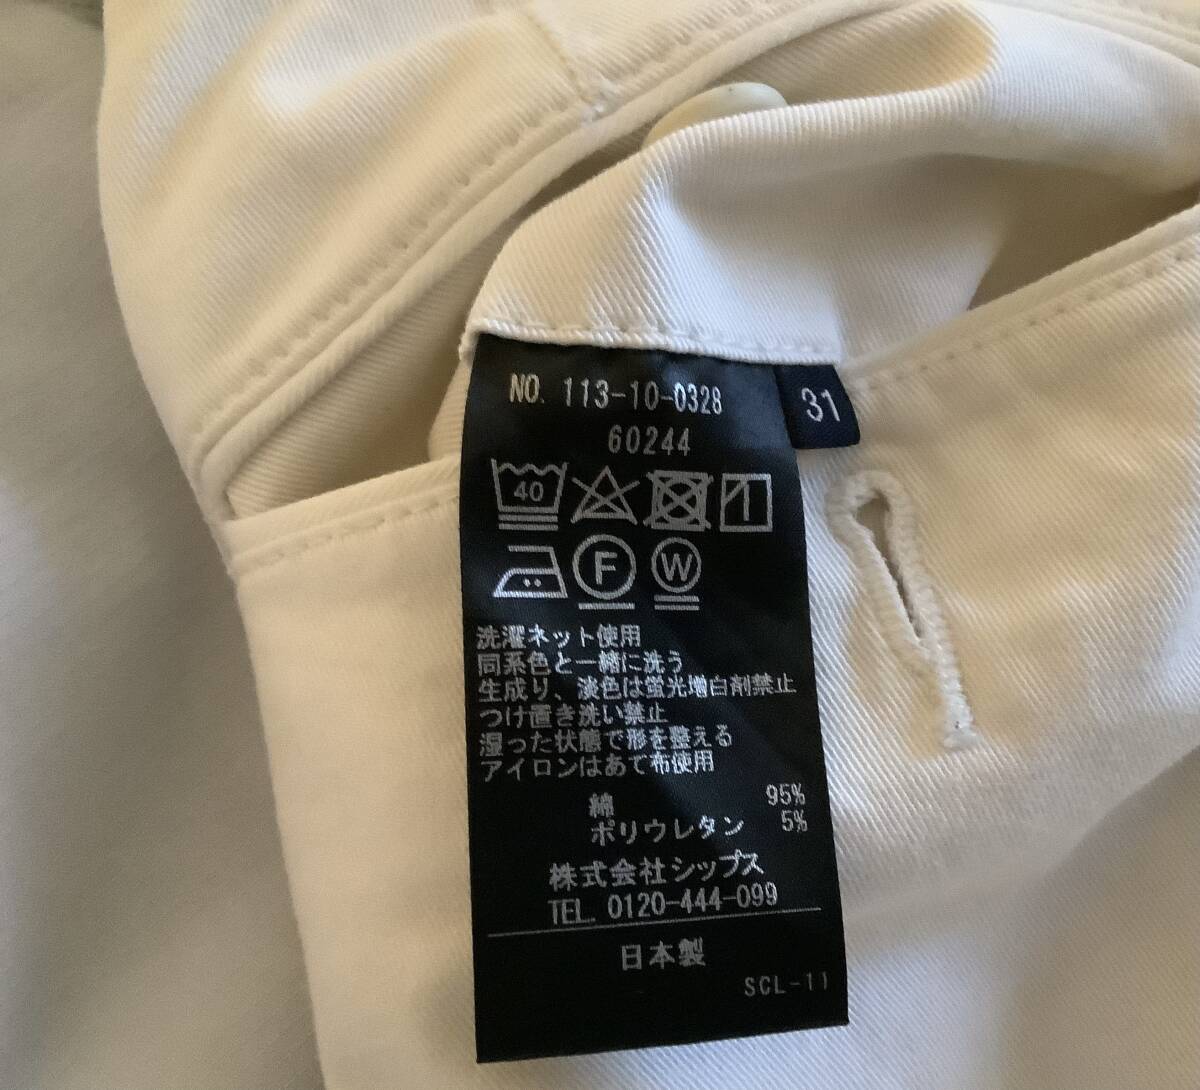 NO. 113-10-0328
31
60244
40
F W
洗濯ネット使用
同系色と一緒に洗う
生成り、淡色は蛍光増白剤禁止
つけ置き洗い禁止
湿った状態で形を整える
アイロンはあて布使用
綿 95%
ポリウレタン 5%
株式会社シップス
TEL. 0120-444-099
日本製
SCL-11